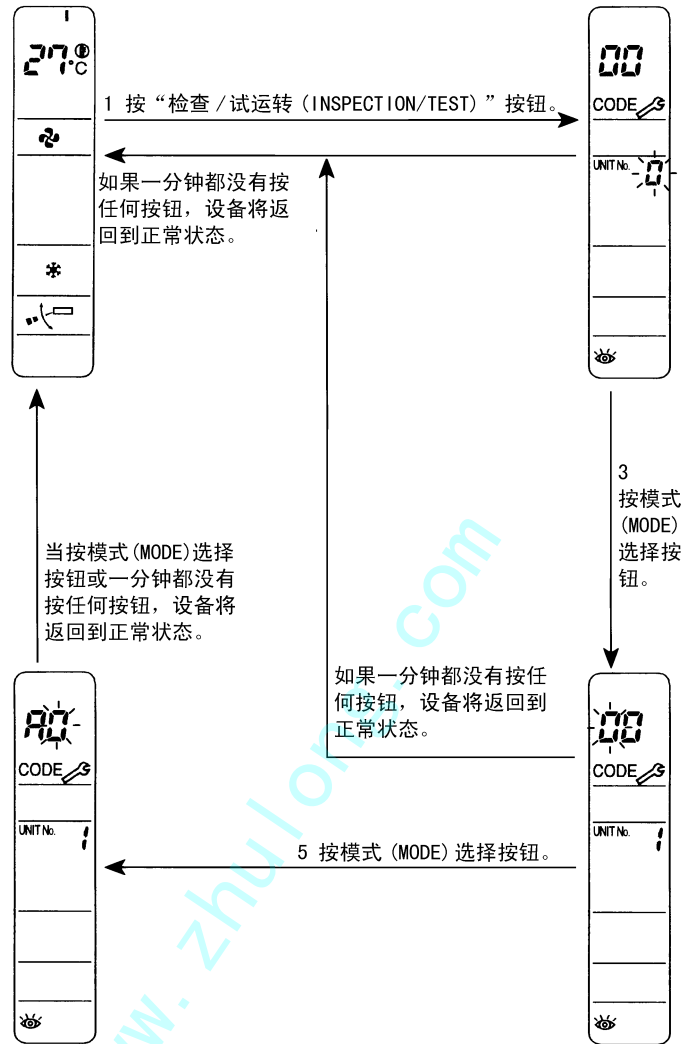 27℃
1 按“检查/试运转(INSPECTION/TEST)”按钮。
如果一分钟都没有按
任何按钮，设备将返
回到正常状态。
00
CODE
UNIT No. 0
3
按模式
(MODE)
选择按
钮。
当按模式(MODE)选择
按钮或一分钟都没有
按任何按钮，设备将
返回到正常状态。
如果一分钟都没有按任
何按钮，设备将返回到
正常状态。
A0
CODE
UNIT No. 1
5 按模式(MODE)选择按钮。
00
CODE
UNIT No. 1
w.zhulong.com